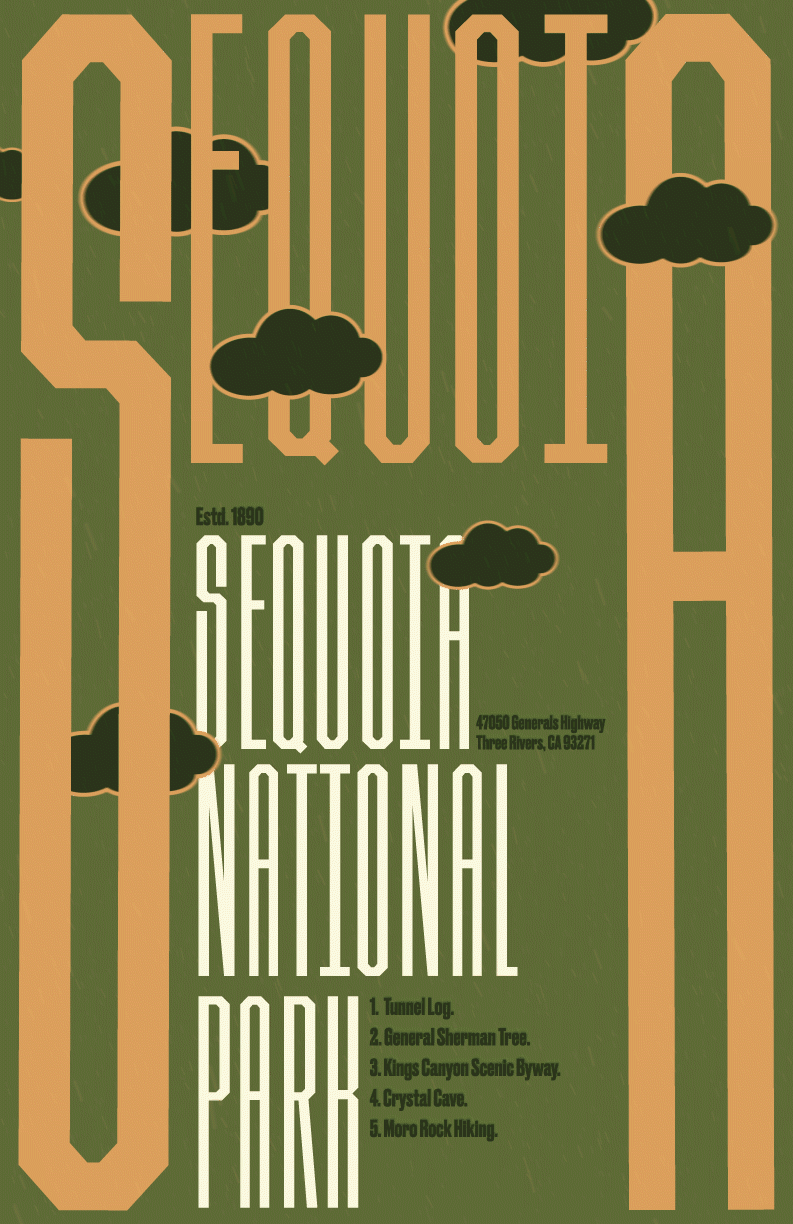 SEQUOIA
Estd. 1890
SEQUOIA
47050 Generals Highway
Three Rivers, CA 93271
NATIONAL
PARK
1. Tunnel Log.
2. General Sherman Tree.
3. Kings Canyon Scenic Byway.
4. Crystal Cave.
5. Moro Rock Hiking.